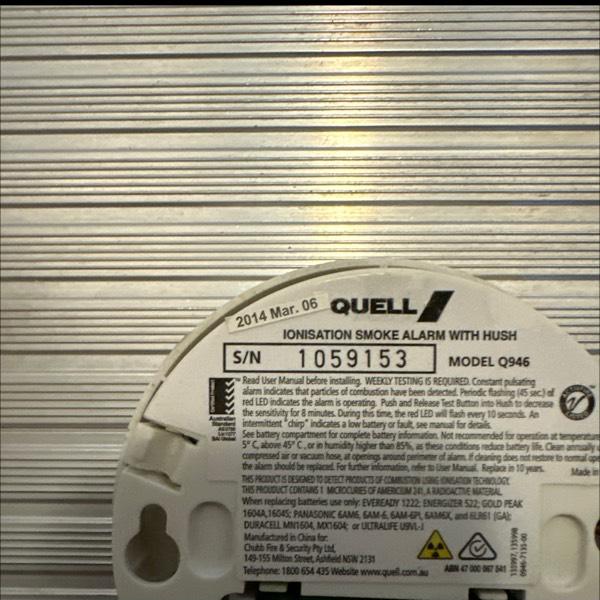 2014 Mar. 06
QUELL
IONISATION SMOKE ALARM WITH HUSH
S/N 1059153 MODEL Q946
Read User Manual before installing. WEEKLY TESTING IS REQUIRED. Constant pulsating
alarm indicates that particles of combustion have been detected. Periodic flashing (45 sec.) of
red LED indicates the alarm is operating. Push and Release Test Button into Hush to decrease
the sensitivity for 8 minutes. During this time, the red LED will flash every 10 seconds. An
intermittent "chirp" indicates a low battery or fault, see manual for details.
See battery compartment for complete battery information. Not recommended for operation at temperature
5° C, above 45° C, or in humidity higher than 85%, as these conditions reduce battery life. Clean annually
compressed air or vacuum hose, at openings around perimeter of alarm. If cleaning does not restore to normal ope
the alarm should be replaced. For further information, refer to User Manual. Replace in 10 years. Made in
Australian
Standard
THIS PRODUCT IS DESIGNED TO DETECT PRODUCTS OF COMBUSTION USING IONISATION TECHNOLOGY.
THIS PRODUCT CONTAINS 1 MICROCURIES OF AMERICIUM 241, A RADIOACTIVE MATERIAL.
When replacing batteries use only: EVEREADY 1222; ENERGIZER 522; GOLD PEAK
1604A,1604S; PANASONIC 6AM6, 6AM-6, 6AM-6PI, 6AM6X, and 6LR61 (GA);
DURACELL MN1604, MX1604; or ULTRALIFE U9VL-J
Manufactured in China for:
Chubb Fire & Security Pty Ltd,
149-155 Milton Street, Ashfield NSW 2131
Telephone: 1800 654 435 Website www.quell.com.au
ABN 47 000 067 541
110997, 135998
0946-7135-00